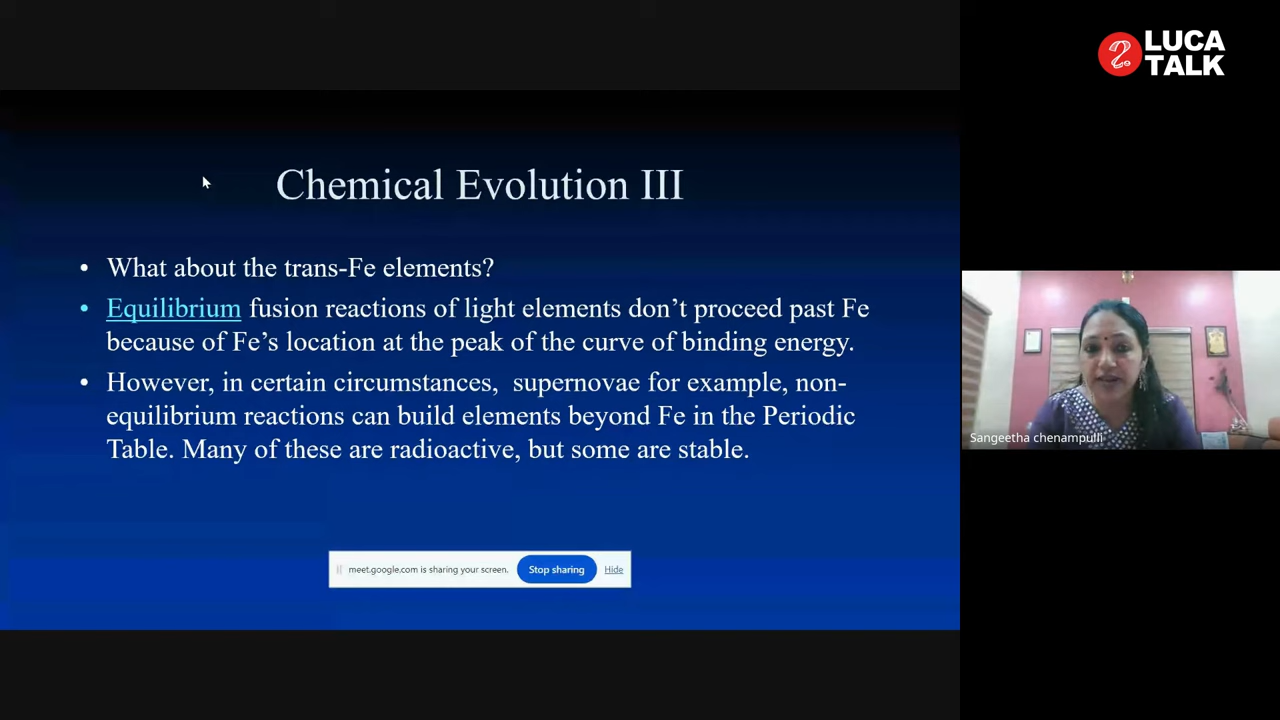 LUCA
TALK
Chemical Evolution III
• What about the trans-Fe elements?
• Equilibrium fusion reactions of light elements don’t proceed past Fe
because of Fe’s location at the peak of the curve of binding energy.
• However, in certain circumstances, supernovae for example, non-
equilibrium reactions can build elements beyond Fe in the Periodic
Table. Many of these are radioactive, but some are stable.
meet.google.com is sharing your screen. Stop sharing Hide
Sangeetha chenampulli